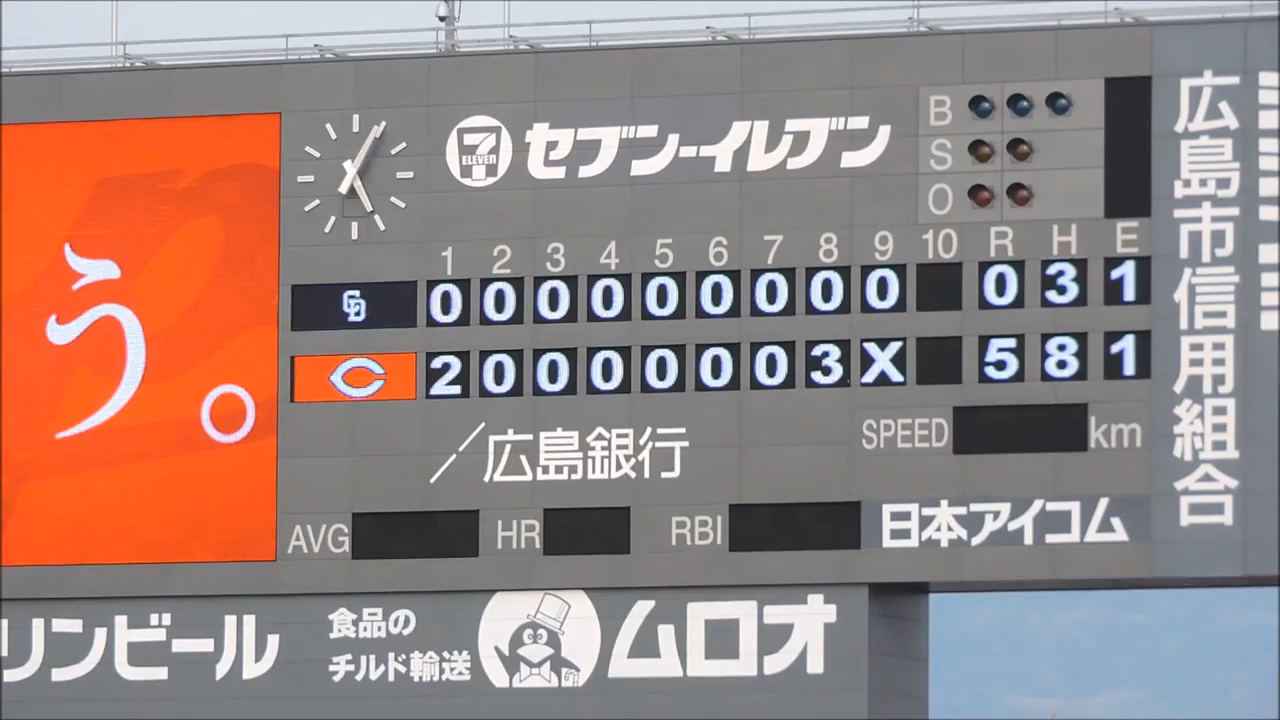 う。
7 ELEVEN セブン-イレブン
B
S
O
1 2 3 4 5 6 7 8 9 10 R H E
CD 0 0 0 0 0 0 0 0 0 0 3 1
C 2 0 0 0 0 0 0 3 X 5 8 1
広島銀行
SPEED km
AVG HR RBI
日本アイコム
広島市信用組合
リンビール
食品の
チルド輸送
ムロオ